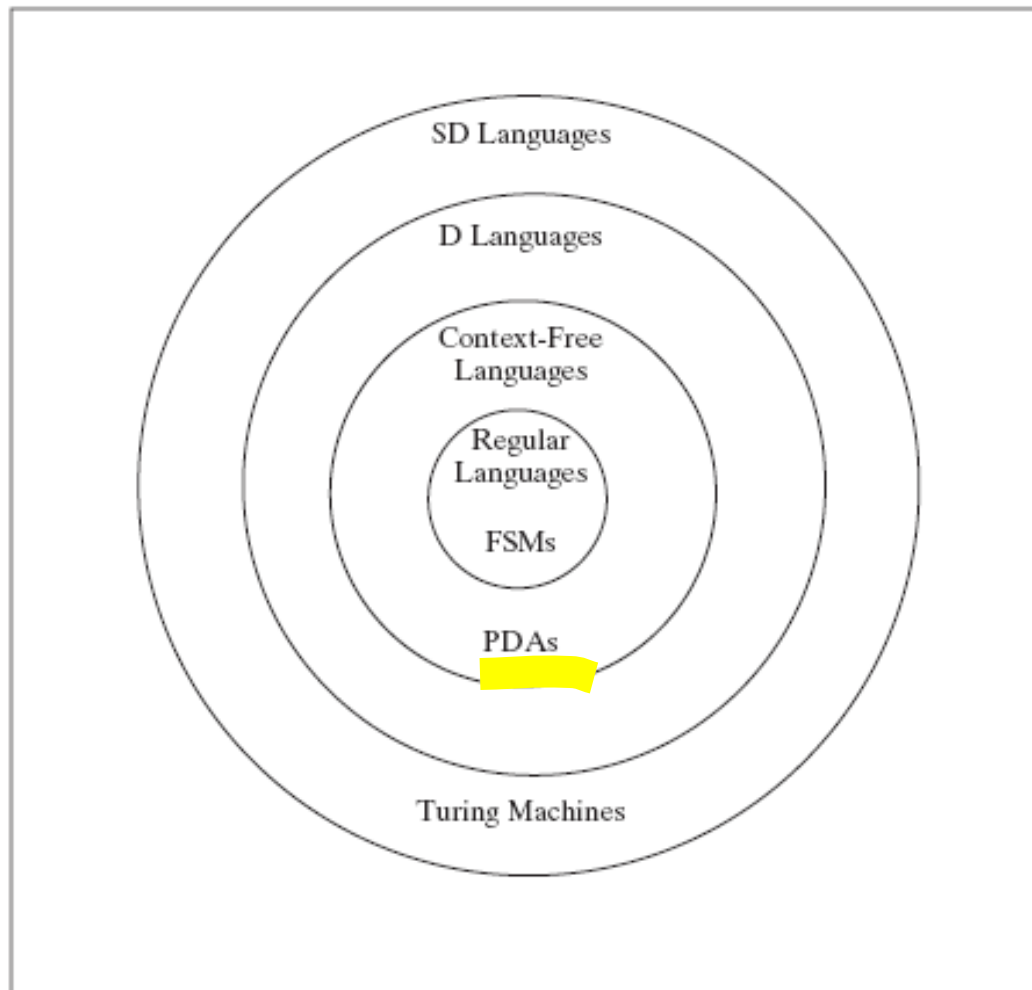 SD Languages
D Languages
Context-Free
Languages
Regular
Languages
FSMs
PDAs
Turing Machines